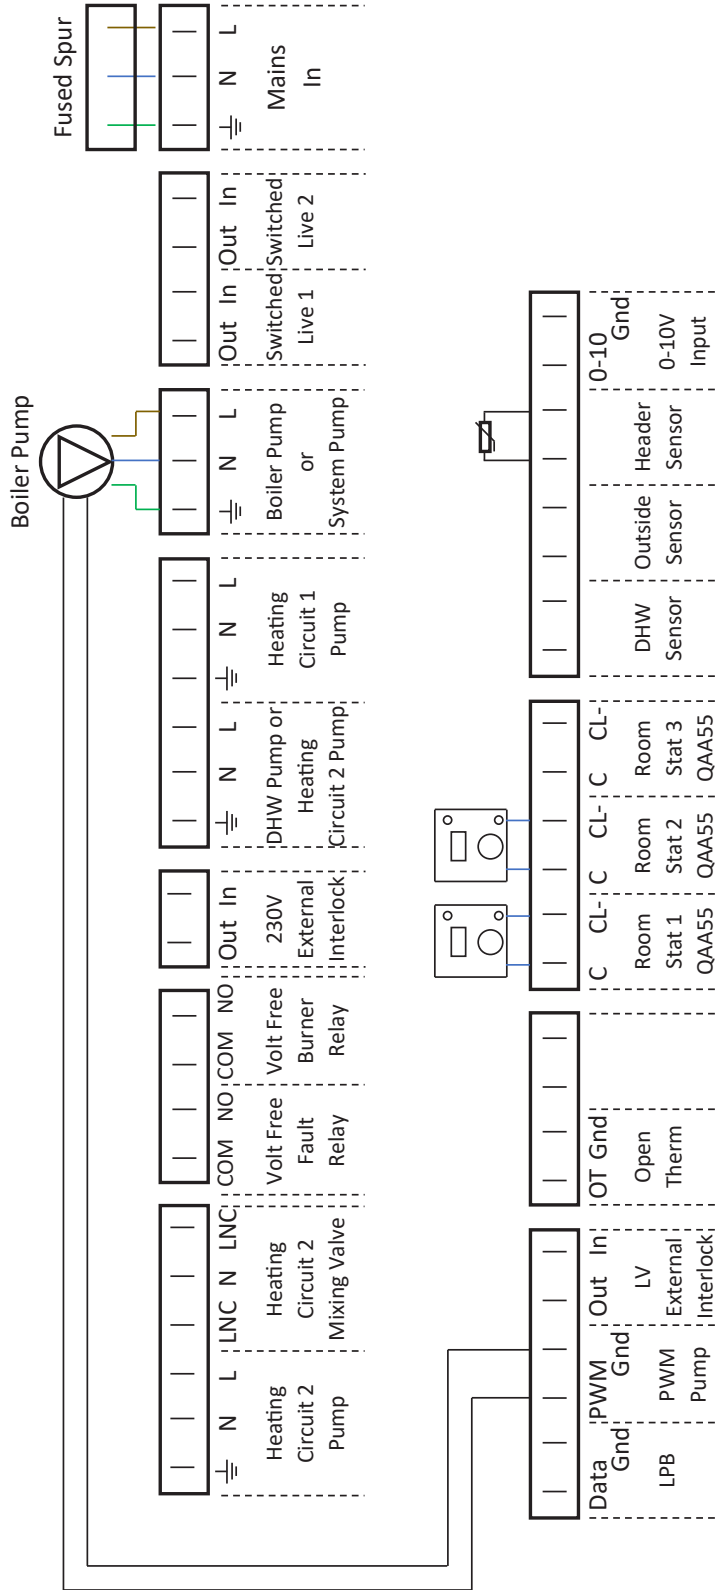 Boiler Pump
Fused Spur
N L
Heating
Circuit 2
Pump
LNC N LNC
Heating
Circuit 2
Mixing Valve
COM NO
Volt Free
Fault
Relay
COM NO
Volt Free
Burner
Relay
Out In
230V
External
Interlock
N L
DHW Pump or
Heating
Circuit 2 Pump
N L
Heating
Circuit 1
Pump
N L
Boiler Pump
or
System Pump
Out In
Switched
Live 1
Out In
Switched
Live 2
N L
Mains
In
Data
Gnd
LPB
PWM
Gnd
PWM
Pump
Out In
LV
External
Interlock
OT Gnd
Open
Therm
C CL-
Room
Stat 1
QAA55
C CL-
Room
Stat 2
QAA55
C CL-
Room
Stat 3
QAA55
DHW
Sensor
Outside
Sensor
Header
Sensor
0-10
Gnd
0-10V
Input